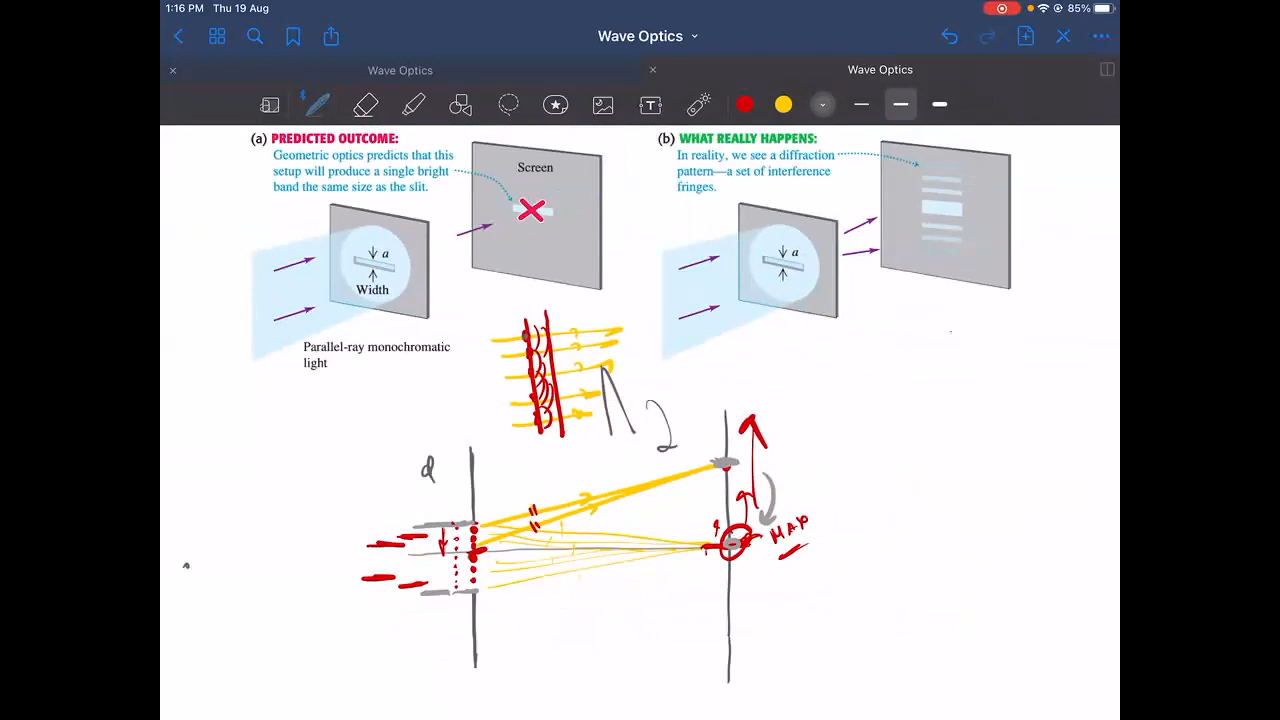 1:16 PM Thu 19 Aug
85%
Wave Optics
Wave Optics
Wave Optics
(a) PREDICTED OUTCOME:
Geometric optics predicts that this
setup will produce a single bright
band the same size as the slit.
Screen
a
Width
Parallel-ray monochromatic
light
(b) WHAT REALLY HAPPENS:
In reality, we see a diffraction
pattern—a set of interference
fringes.
a
d
MAX